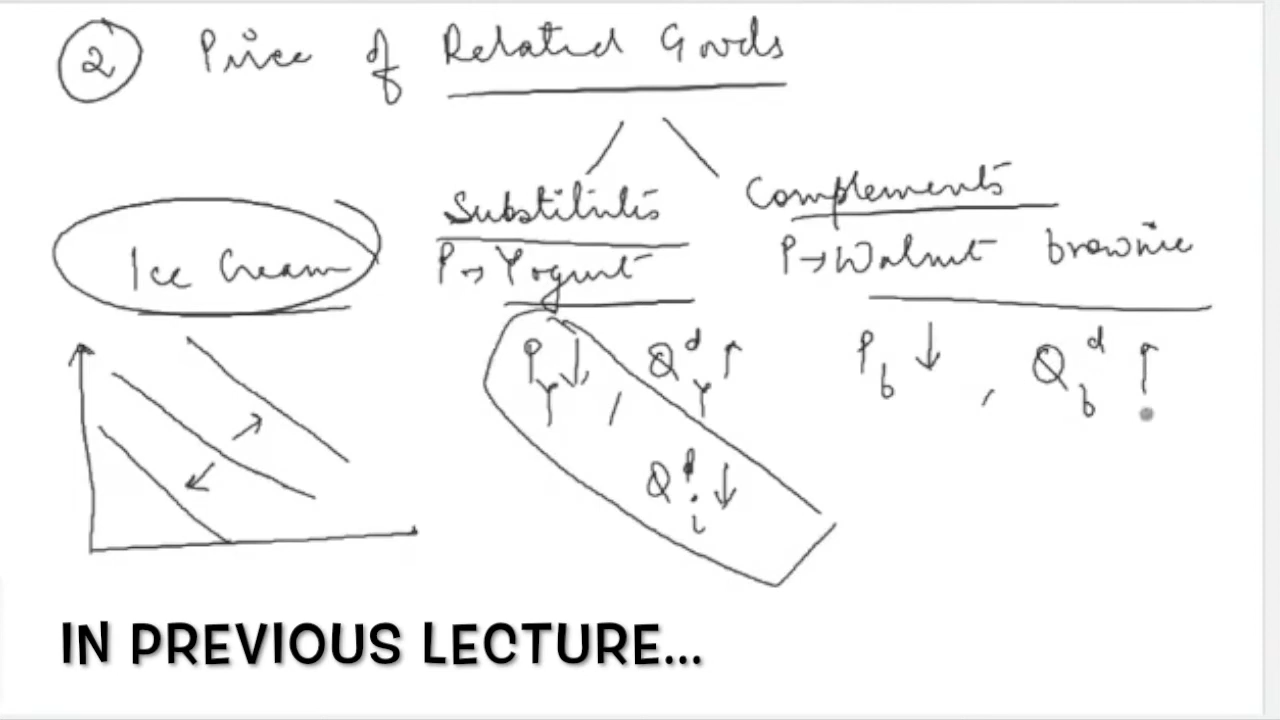 2 Price of Related Goods
Substitutes Complements
Ice Cream P→Yogurt P→Walnut brownie
P_Y↓, Q^d_Y↑ P_b↓, Q^d_b↑
Q^d_i↓
IN PREVIOUS LECTURE...